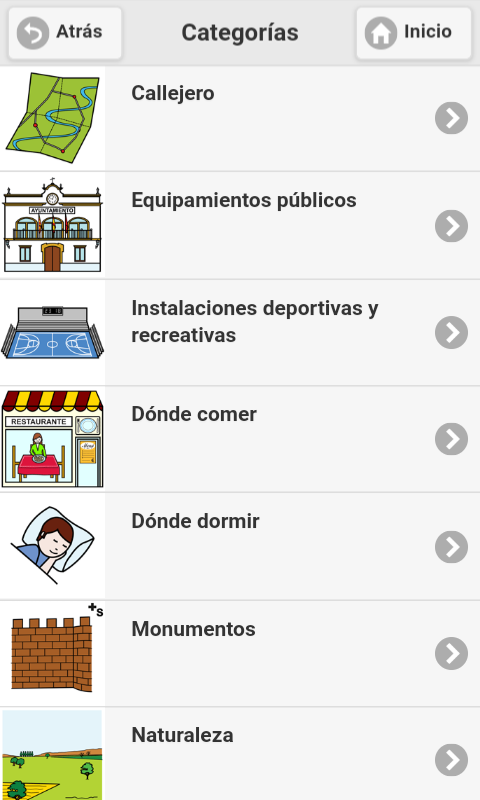 Atrás
Categorías
Inicio
Callejero
AYUNTAMIENTO
Equipamientos públicos
Instalaciones deportivas y
recreativas
RESTAURANTE
Dónde comer
Dónde dormir
+s
Monumentos
Naturaleza